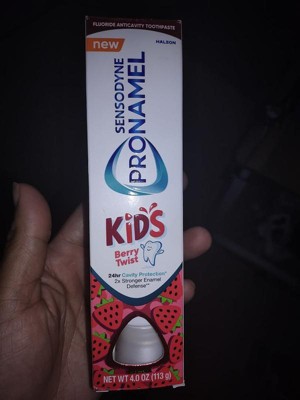 FLUORIDE ANTICAVITY TOOTHPASTE
new
HALEON
SENSODYNE
PRONAMEL
KIDS
Berry
Twist
24hr Cavity Protection*
2x Stronger Enamel
Defense**
NET WT 4.0 OZ (113 g)